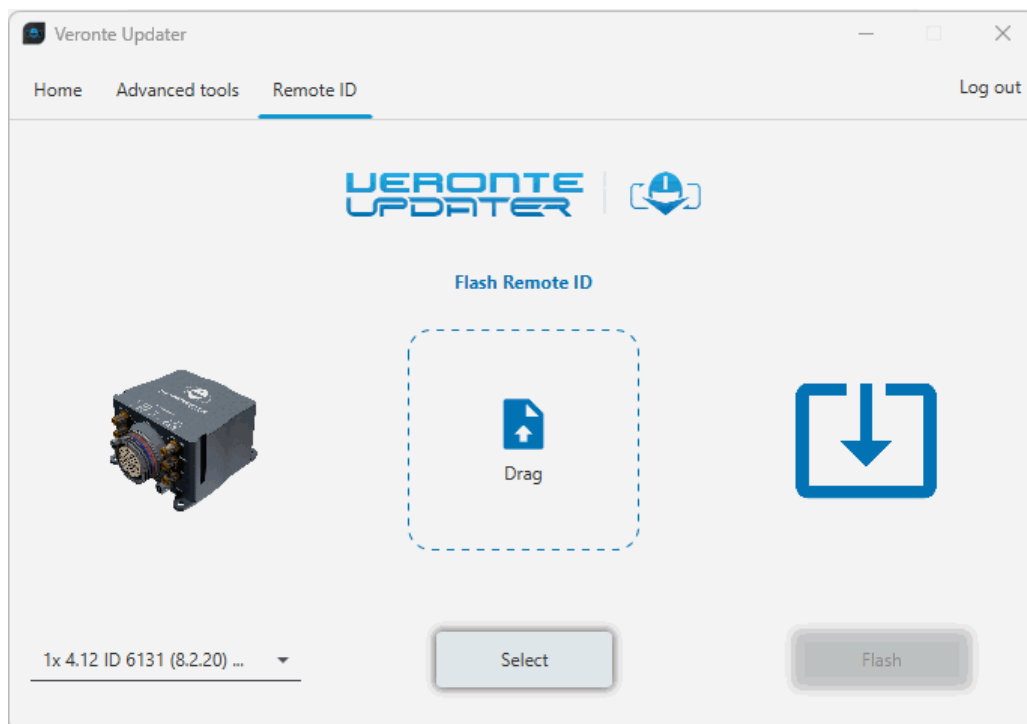 Veronte Updater
Home Advanced tools Remote ID Log out
VERONTE
UPDATER
Flash Remote ID
Drag
1x 4.12 ID 6131 (8.2.20) ...
Select
Flash